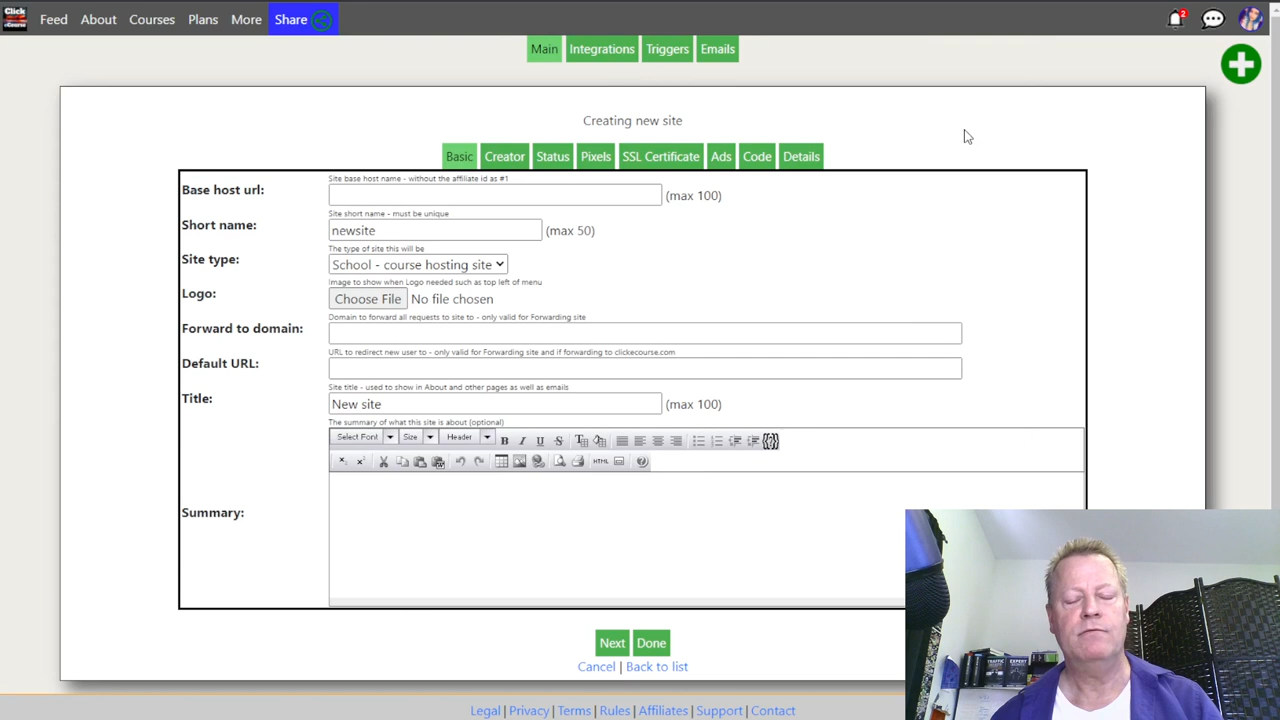 Click
eCourse
Feed About Courses Plans More Share
2
Main Integrations Triggers Emails
Creating new site
Basic Creator Status Pixels SSL Certificate Ads Code Details
Site base host name - without the affiliate id as #1
Base host url: (max 100)
Site short name - must be unique
Short name: newsite (max 50)
The type of site this will be
Site type: School - course hosting site
Image to show when Logo needed such as top left of menu
Logo: Choose File No file chosen
Domain to forward all requests to site to - only valid for Forwarding site
Forward to domain:
URL to redirect new user to - only valid for Forwarding site and if forwarding to clickecourse.com
Default URL:
Site title - used to show in About and other pages as well as emails
Title: New site (max 100)
The summary of what this site is about (optional)
Select Font Size Header B I U S
HTML
Summary:
TRAFFIC
EXPERT
Next Done
Cancel | Back to list
Legal | Privacy | Terms | Rules | Affiliates | Support | Contact